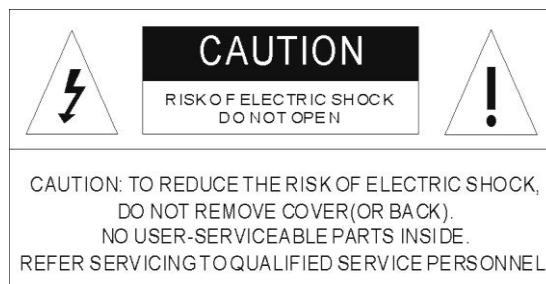 CAUTION
RISK OF ELECTRIC SHOCK
DO NOT OPEN
CAUTION: TO REDUCE THE RISK OF ELECTRIC SHOCK,
DO NOT REMOVE COVER(OR BACK).
NO USER-SERVICEABLE PARTS INSIDE.
REFER SERVICING TO QUALIFIED SERVICE PERSONNEL